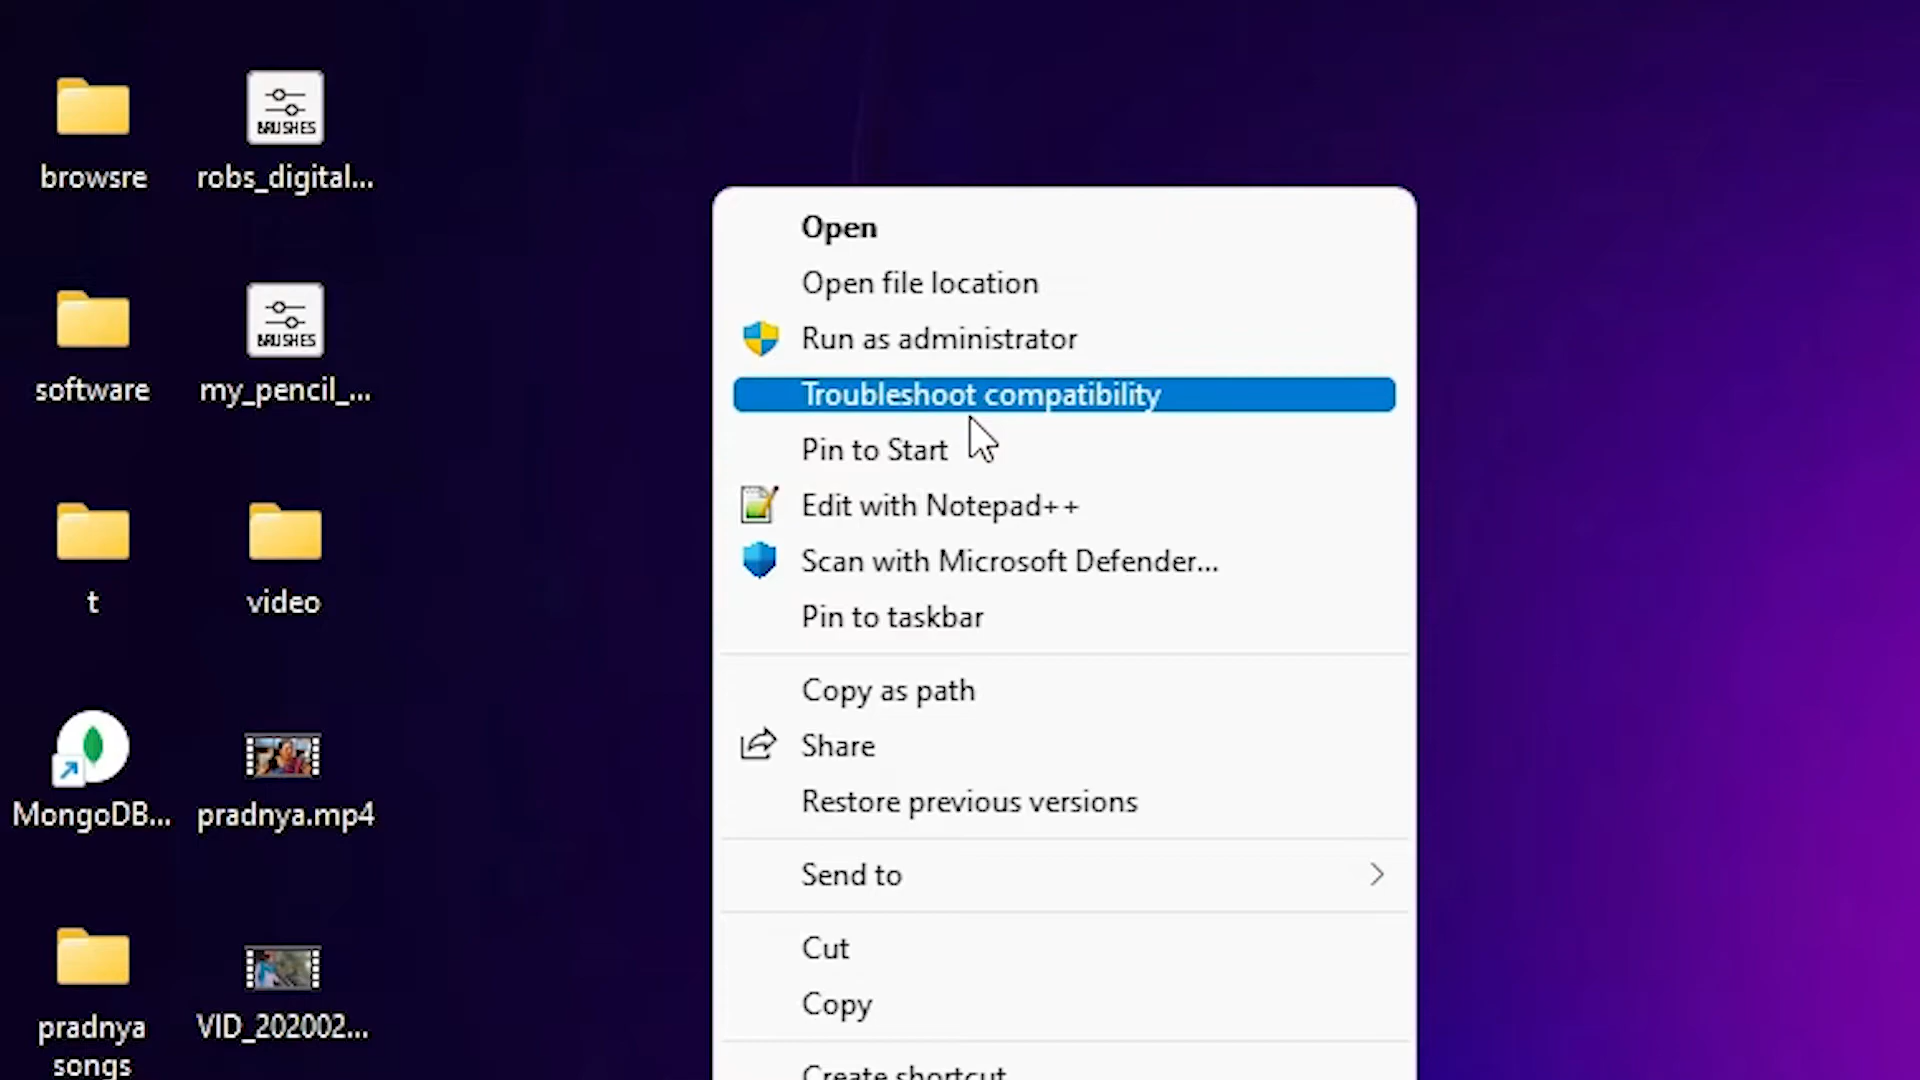 browsre
BRUSHES
robs_digital...
software
BRUSHES
my_pencil_...
t
video
MongoDB...
pradnya.mp4
pradnya
songs
VID_202002...
Open
Open file location
Run as administrator
Troubleshoot compatibility
Pin to Start
Edit with Notepad++
Scan with Microsoft Defender...
Pin to taskbar
Copy as path
Share
Restore previous versions
Send to
Cut
Copy
Create shortcut